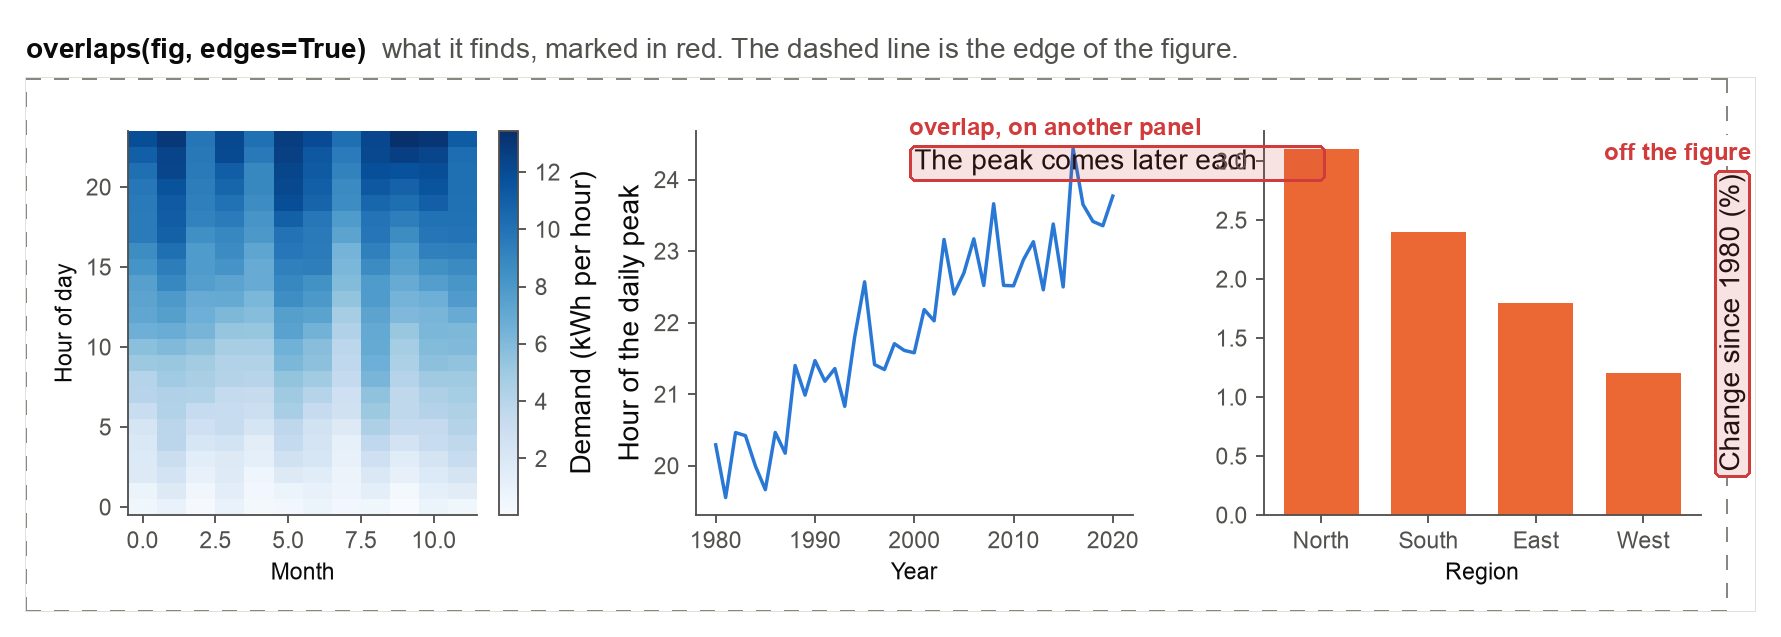 overlaps(fig, edges=True) what it finds, marked in red. The dashed line is the edge of the figure.
Hour of day
20
15
10
5
0
0.0 2.5 5.0 7.5 10.0
Month
12
10
8
6
4
2
Demand (kWh per hour)
Hour of the daily peak
24
23
22
21
20
1980 1990 2000 2010 2020
Year
overlap, on another panel
The peak comes later each
3.0
2.5
2.0
1.5
1.0
0.5
0.0
North South East West
Region
off the figure
Change since 1980 (%)